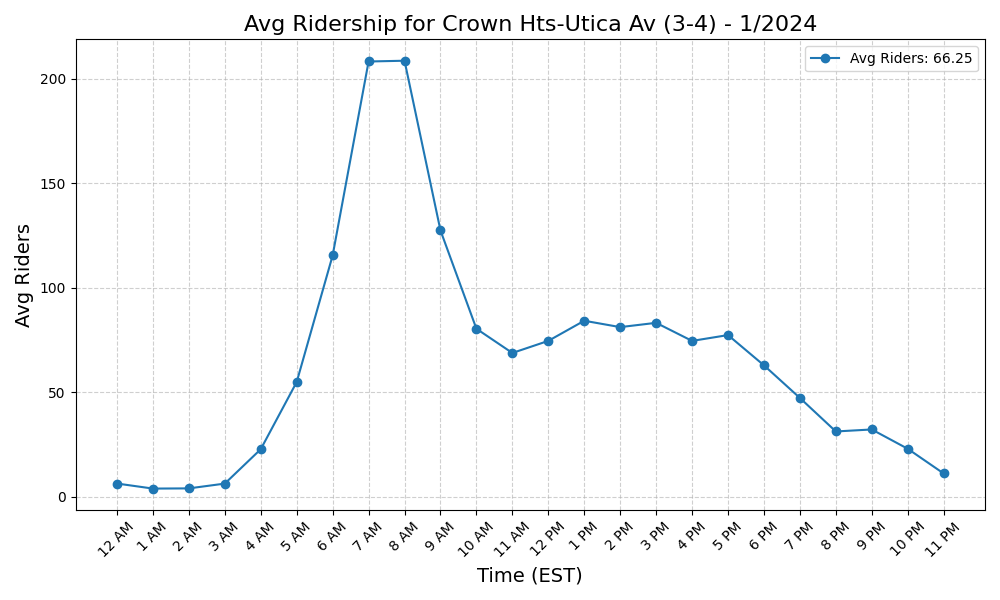 Avg Ridership for Crown Hts-Utica Av (3-4) - 1/2024
Avg Riders: 66.25
Avg Riders
200
150
100
50
0
12 AM
1 AM
2 AM
3 AM
4 AM
5 AM
6 AM
7 AM
8 AM
9 AM
10 AM
11 AM
12 PM
1 PM
2 PM
3 PM
4 PM
5 PM
6 PM
7 PM
8 PM
9 PM
10 PM
11 PM
Time (EST)